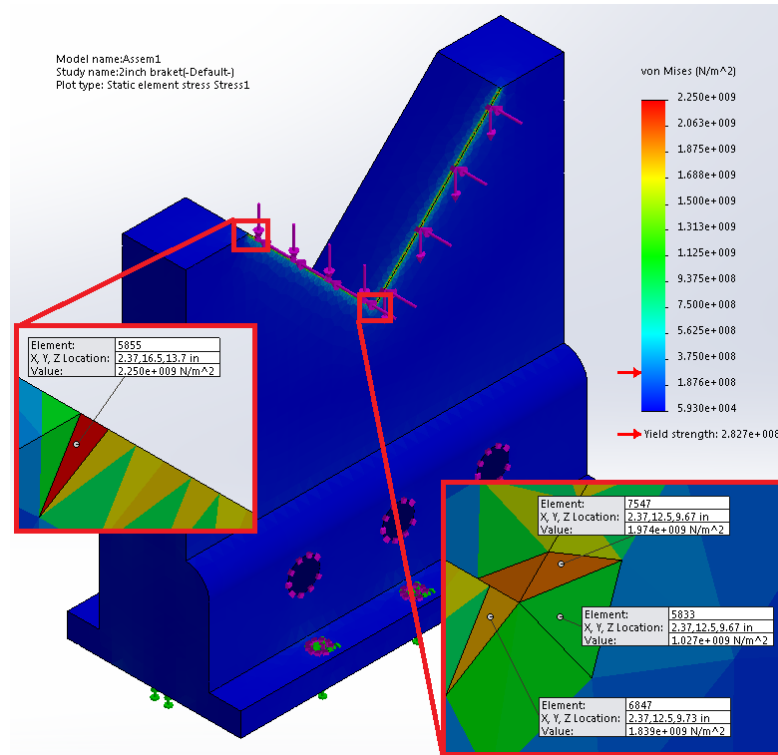 Model name:Assem1
Study name:2inch braket(-Default-)
Plot type: Static element stress Stress1
von Mises (N/m^2)
2.250e+009
2.063e+009
1.875e+009
1.688e+009
1.500e+009
1.313e+009
1.125e+009
9.376e+008
7.500e+008
5.625e+008
3.750e+008
1.876e+008
5.930e+004
Yield strength: 2.827e+008
Element: 5855
X, Y, Z Location: 2.37,16.5,13.7 in
Value: 2.250e+009 N/m^2
Element: 7547
X, Y, Z Location: 2.37,12.5,9.67 in
Value: 1.974e+009 N/m^2
Element: 5833
X, Y, Z Location: 2.37,12.5,9.67 in
Value: 1.027e+009 N/m^2
Element: 6847
X, Y, Z Location: 2.37,12.5,9.73 in
Value: 1.839e+009 N/m^2